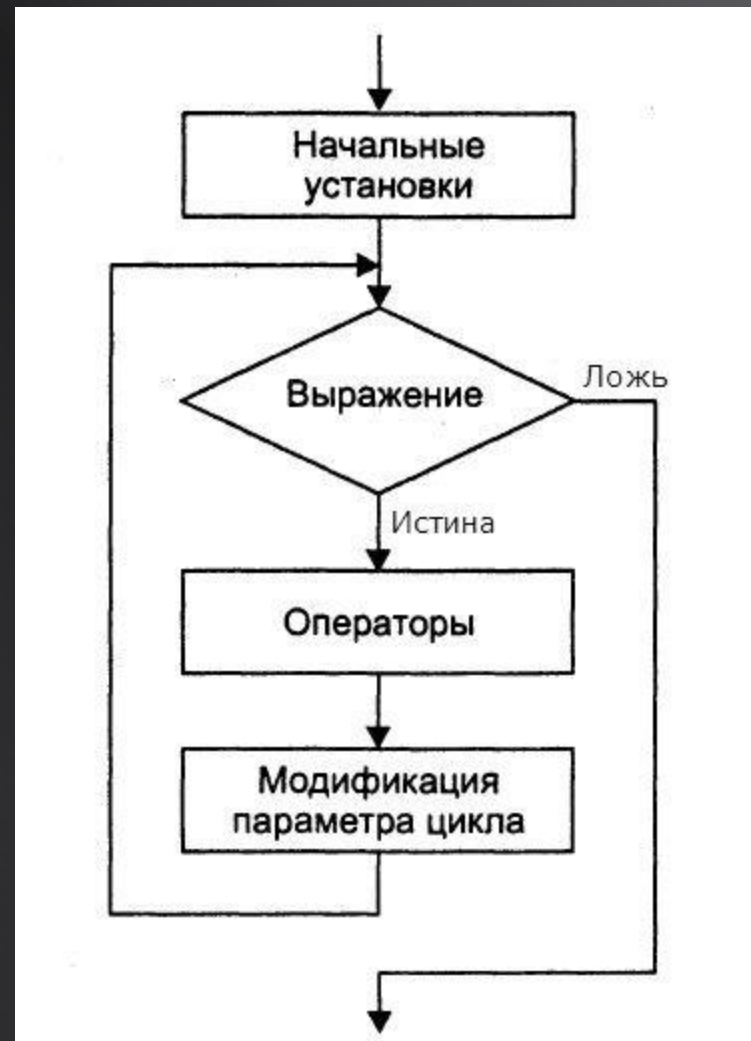 Начальные
установки
Выражение
Ложь
Истина
Операторы
Модификация
параметра цикла